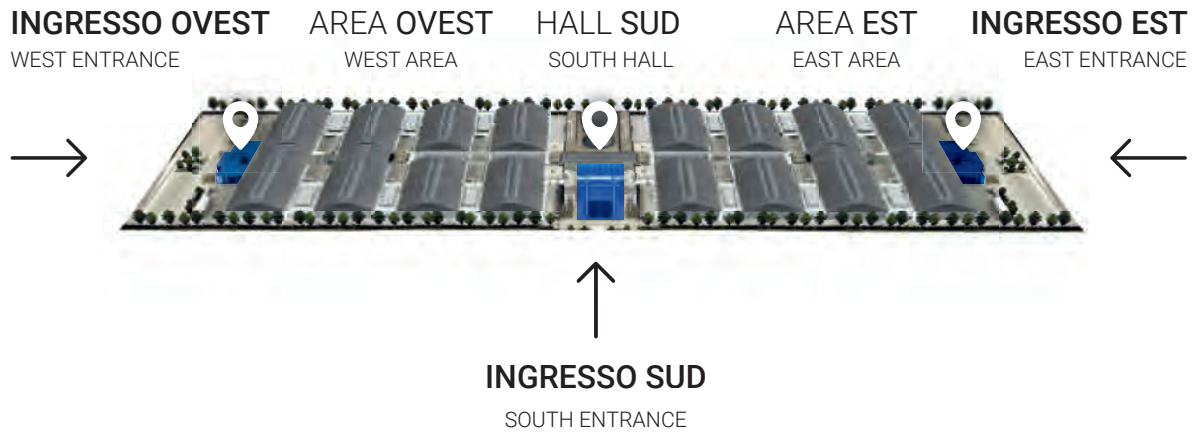 INGRESSO OVEST
WEST ENTRANCE
AREA OVEST
WEST AREA
HALL SUD
SOUTH HALL
AREA EST
EAST AREA
INGRESSO EST
EAST ENTRANCE
INGRESSO SUD
SOUTH ENTRANCE